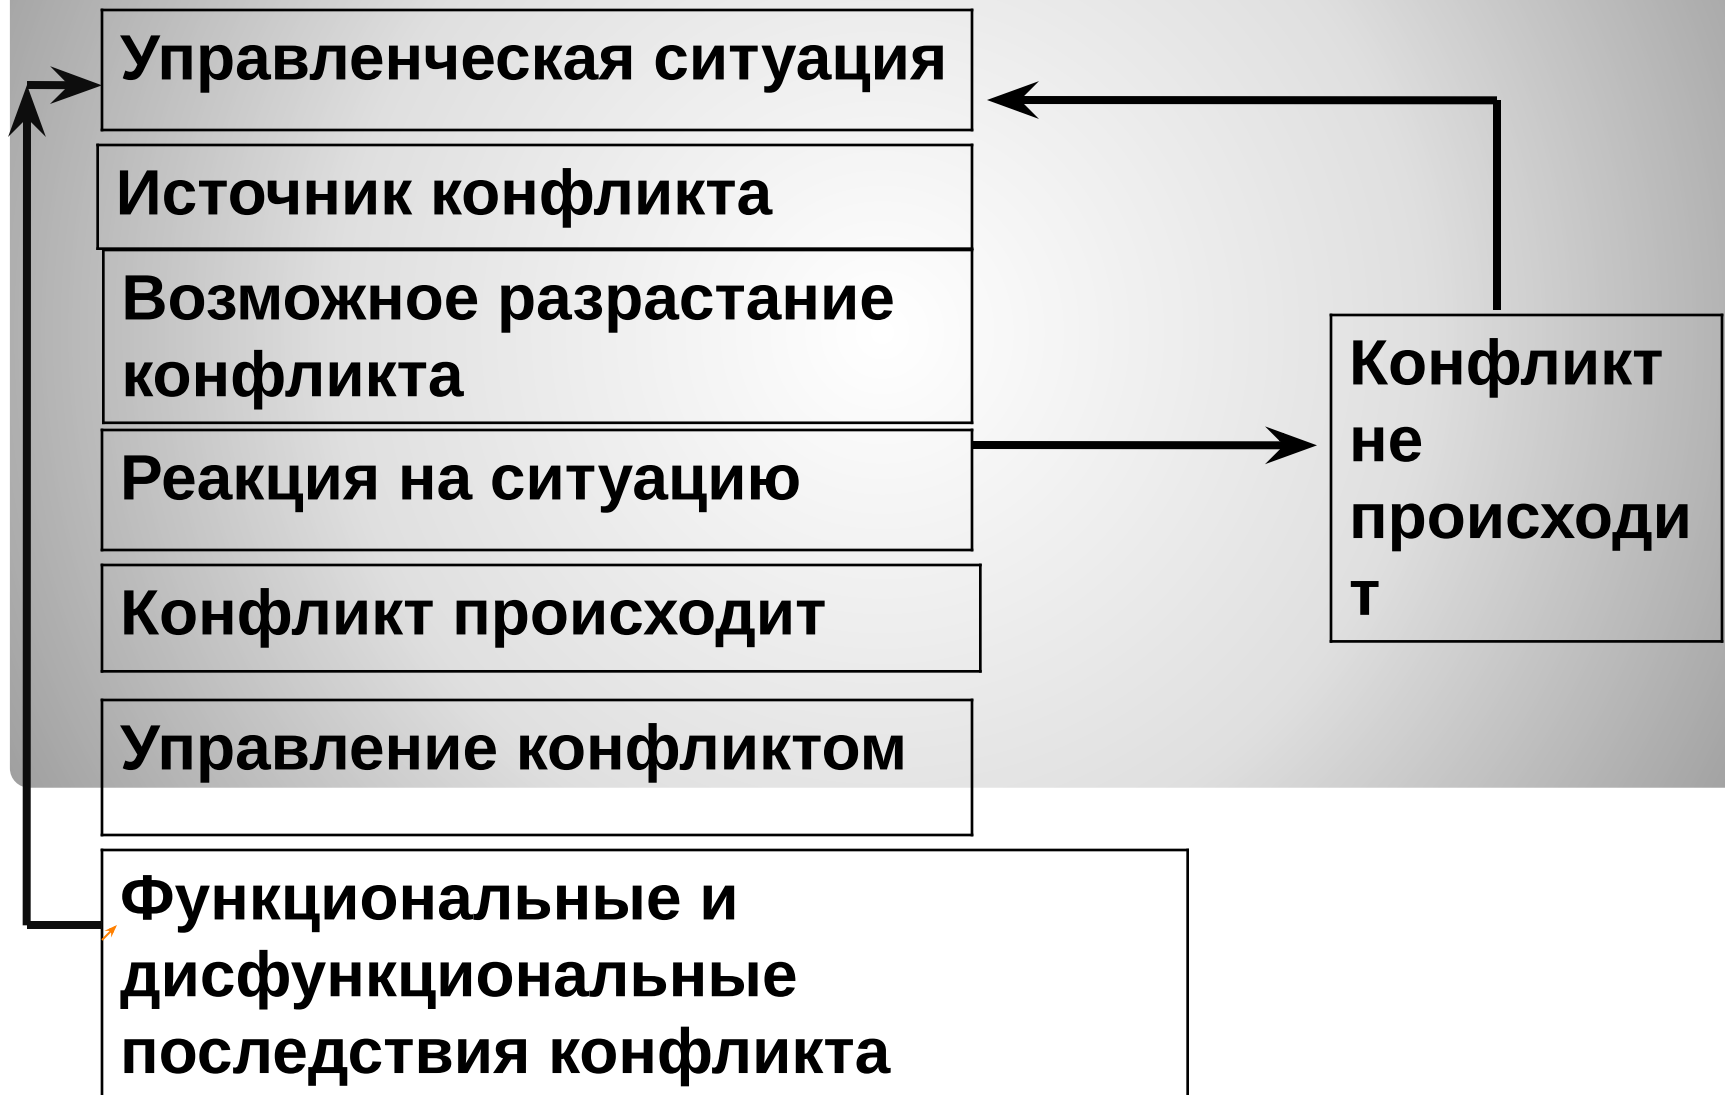 Управленческая ситуация
Источник конфликта
Возможное разрастание
конфликта
Реакция на ситуацию
Конфликт
не
происходи
т
Конфликт происходит
Управление конфликтом
Функциональные и
дисфункциональные
последствия конфликта